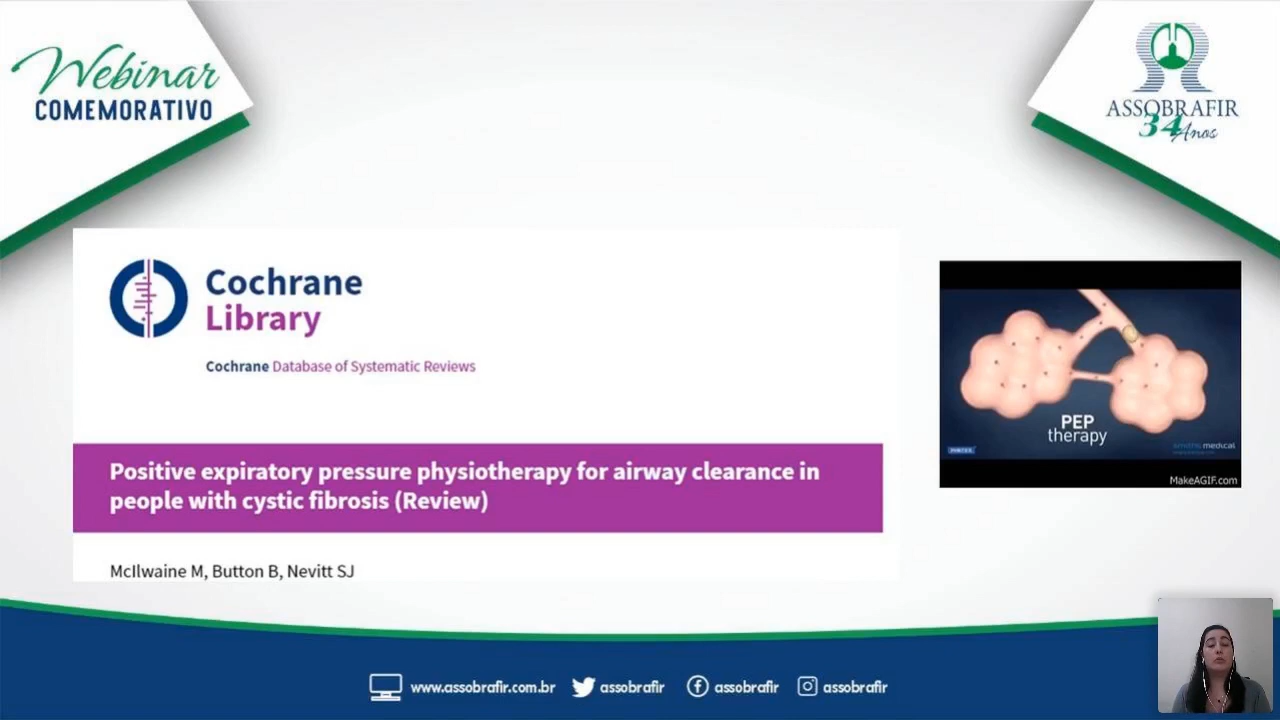 Webinar
COMEMORATIVO
ASSOBRAFIR
34 Anos
Cochrane
Library
Cochrane Database of Systematic Reviews
Positive expiratory pressure physiotherapy for airway clearance in
people with cystic fibrosis (Review)
McIlwaine M, Button B, Nevitt SJ
PEP
therapy
smiths medical
MakeAGIF.com
www.assobrafir.com.br assobrafir assobrafir assobrafir